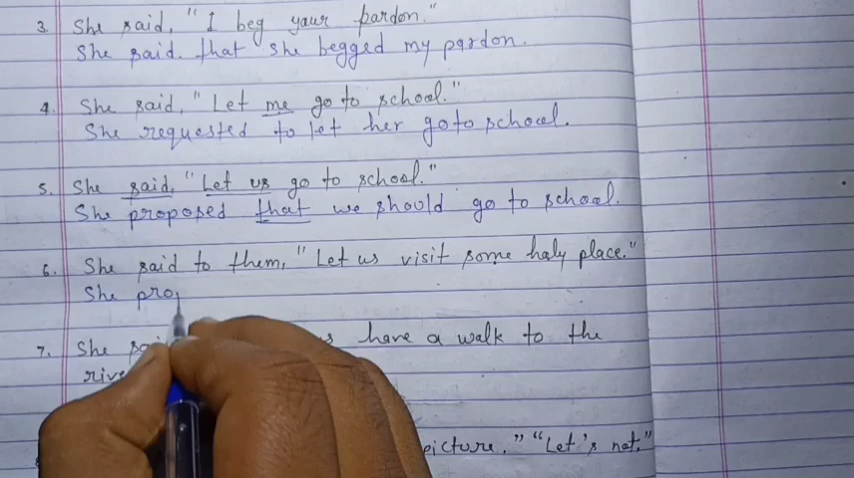 3. She said, "I beg your pardon."
She said. that she begged my pardon.
4. She said, "Let me go to school."
She requested to let her go to school.
5. She said, "Let us go to school."
She proposed that we should go to school.
6. She said to them, "Let us visit some holy place."
She pro
7. She have a walk to the
picture." "Let's not."